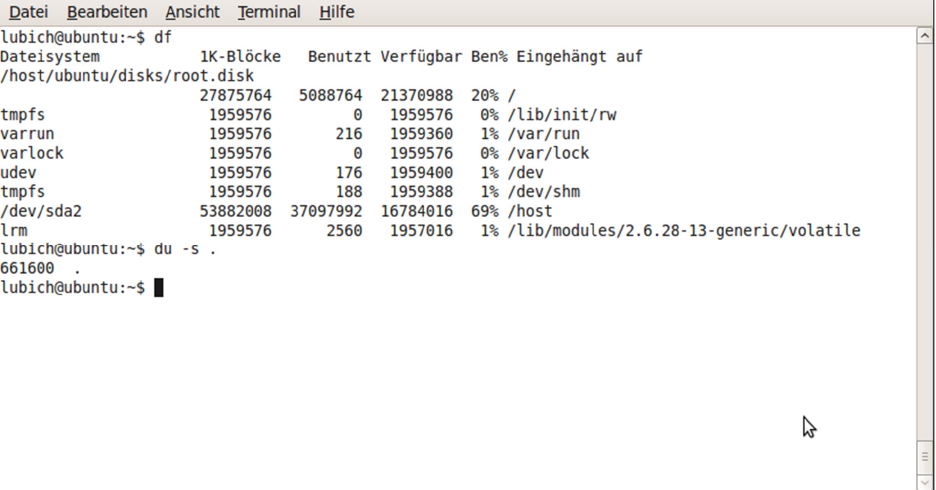 Datei Bearbeiten Ansicht Terminal Hilfe
lubich@ubuntu:~$ df
Dateisystem           1K-Blöcke   Benutzt Verfügbar Ben% Eingehängt auf
/host/ubuntu/disks/root.disk
                      27875764   5088764  21370988  20% /
tmpfs                  1959576         0   1959576   0% /lib/init/rw
varrun                 1959576       216   1959360   1% /var/run
varlock                1959576         0   1959576   0% /var/lock
udev                   1959576       176   1959400   1% /dev
tmpfs                  1959576       188   1959388   1% /dev/shm
/dev/sda2             53882008  37097992  16784016  69% /host
lrm                    1959576      2560   1957016   1% /lib/modules/2.6.28-13-generic/volatile
lubich@ubuntu:~$ du -s .
661600  .
lubich@ubuntu:~$